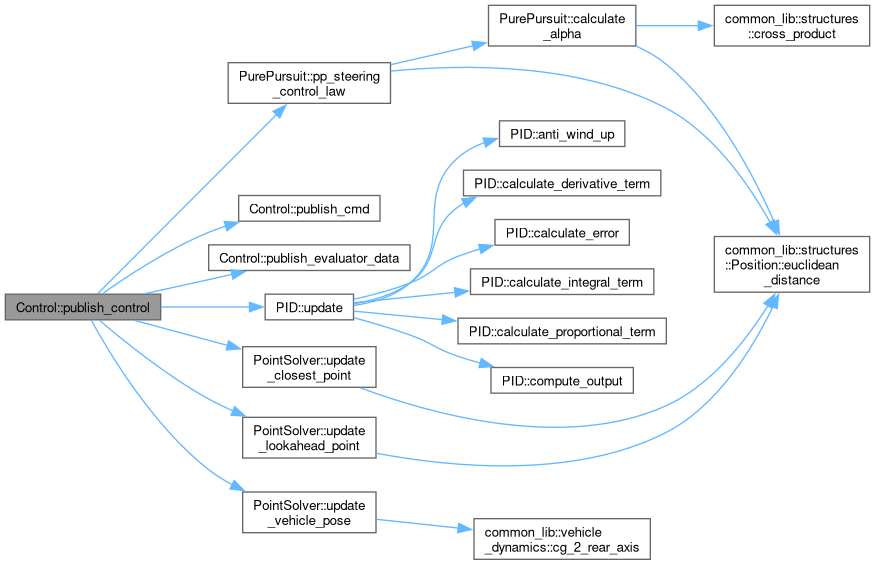 PurePursuit::calculate
_alpha
common_lib::structures
::cross_product
PurePursuit::pp_steering
_control_law
PID::anti_wind_up
PID::calculate_derivative_term
Control::publish_cmd
PID::calculate_error
Control::publish_evaluator_data
common_lib::structures
::Position::euclidean
_distance
PID::calculate_integral_term
Control::publish_control
PID::update
PID::calculate_proportional_term
PointSolver::update
_closest_point
PID::compute_output
PointSolver::update
_lookahead_point
PointSolver::update
_vehicle_pose
common_lib::vehicle
_dynamics::cg_2_rear_axis